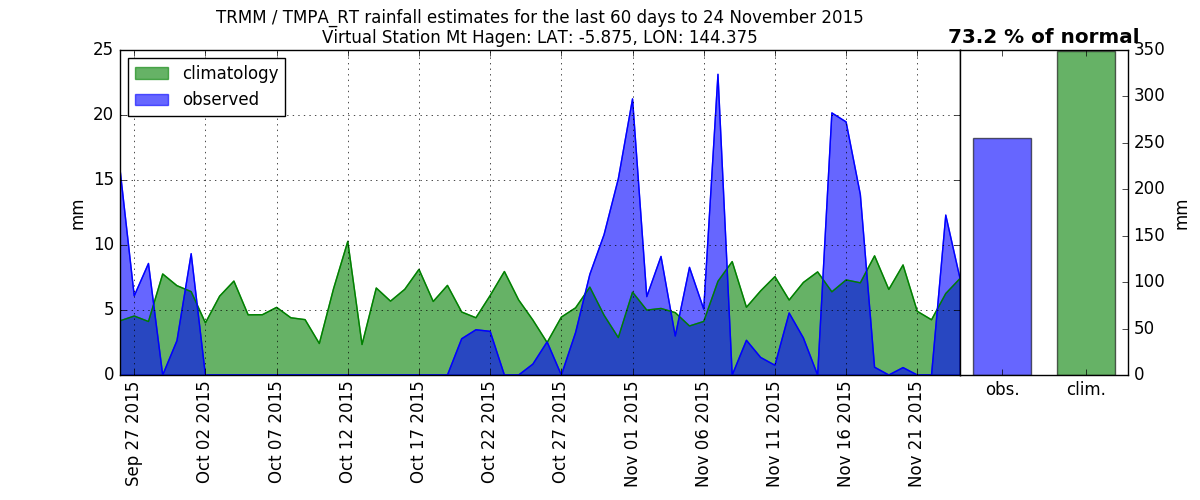 TRMM / TMPA_RT rainfall estimates for the last 60 days to 24 November 2015
Virtual Station Mt Hagen: LAT: -5.875, LON: 144.375
73.2 % of normal
climatology
observed
25
20
15
10
5
0
mm
Sep 27 2015
Oct 02 2015
Oct 07 2015
Oct 12 2015
Oct 17 2015
Oct 22 2015
Oct 27 2015
Nov 01 2015
Nov 06 2015
Nov 11 2015
Nov 16 2015
Nov 21 2015
obs.
clim.
350
300
250
200
150
100
50
0
mm